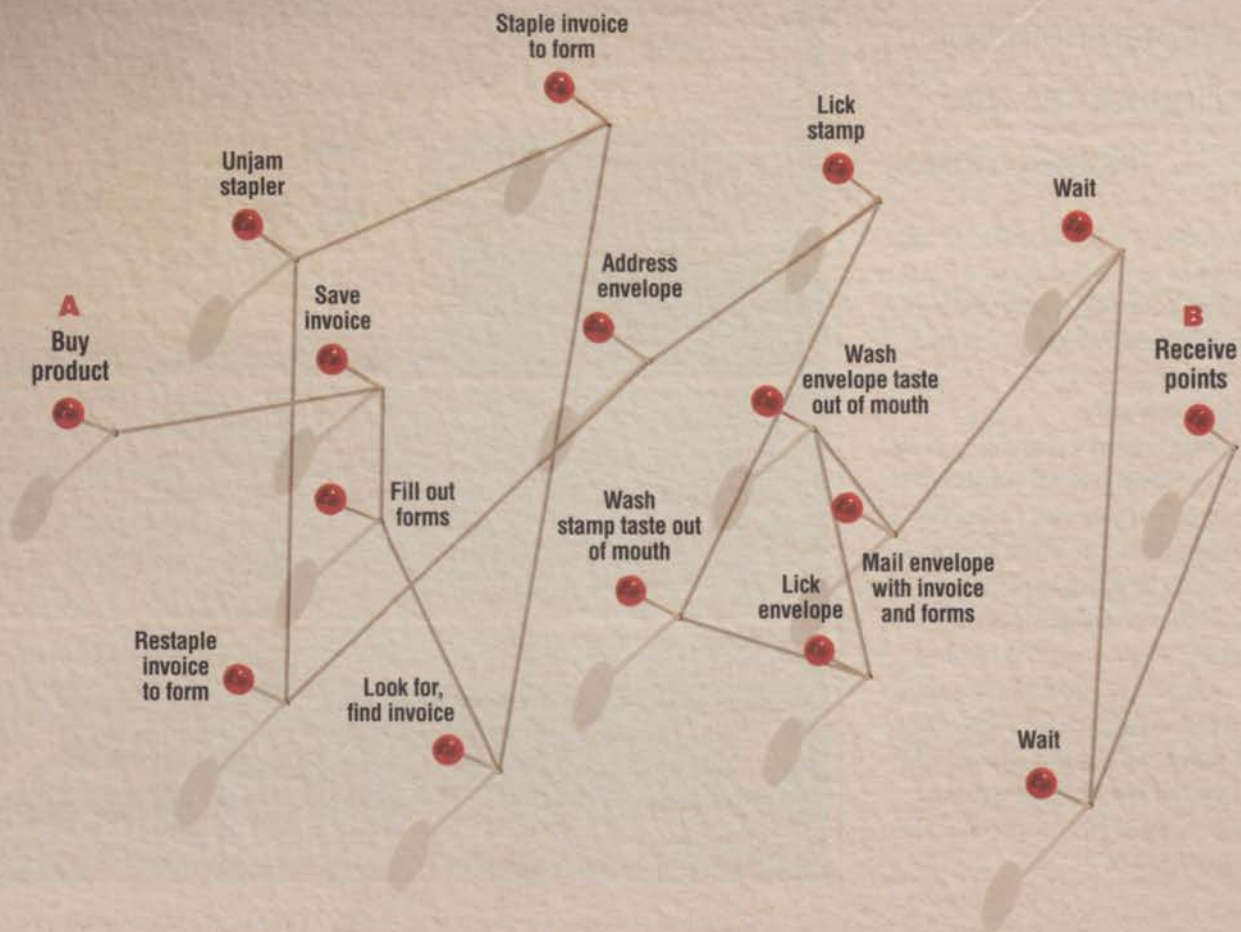 Staple invoice
to form
Lick
stamp
Unjam
stapler
Wait
Address
envelope
Save
invoice
A
Buy
product
B
Receive
points
Wash
envelope taste
out of mouth
Fill out
forms
Wash
stamp taste out
of mouth
Mail envelope
with invoice
and forms
Lick
envelope
Restaple
invoice
to form
Look for,
find invoice
Wait